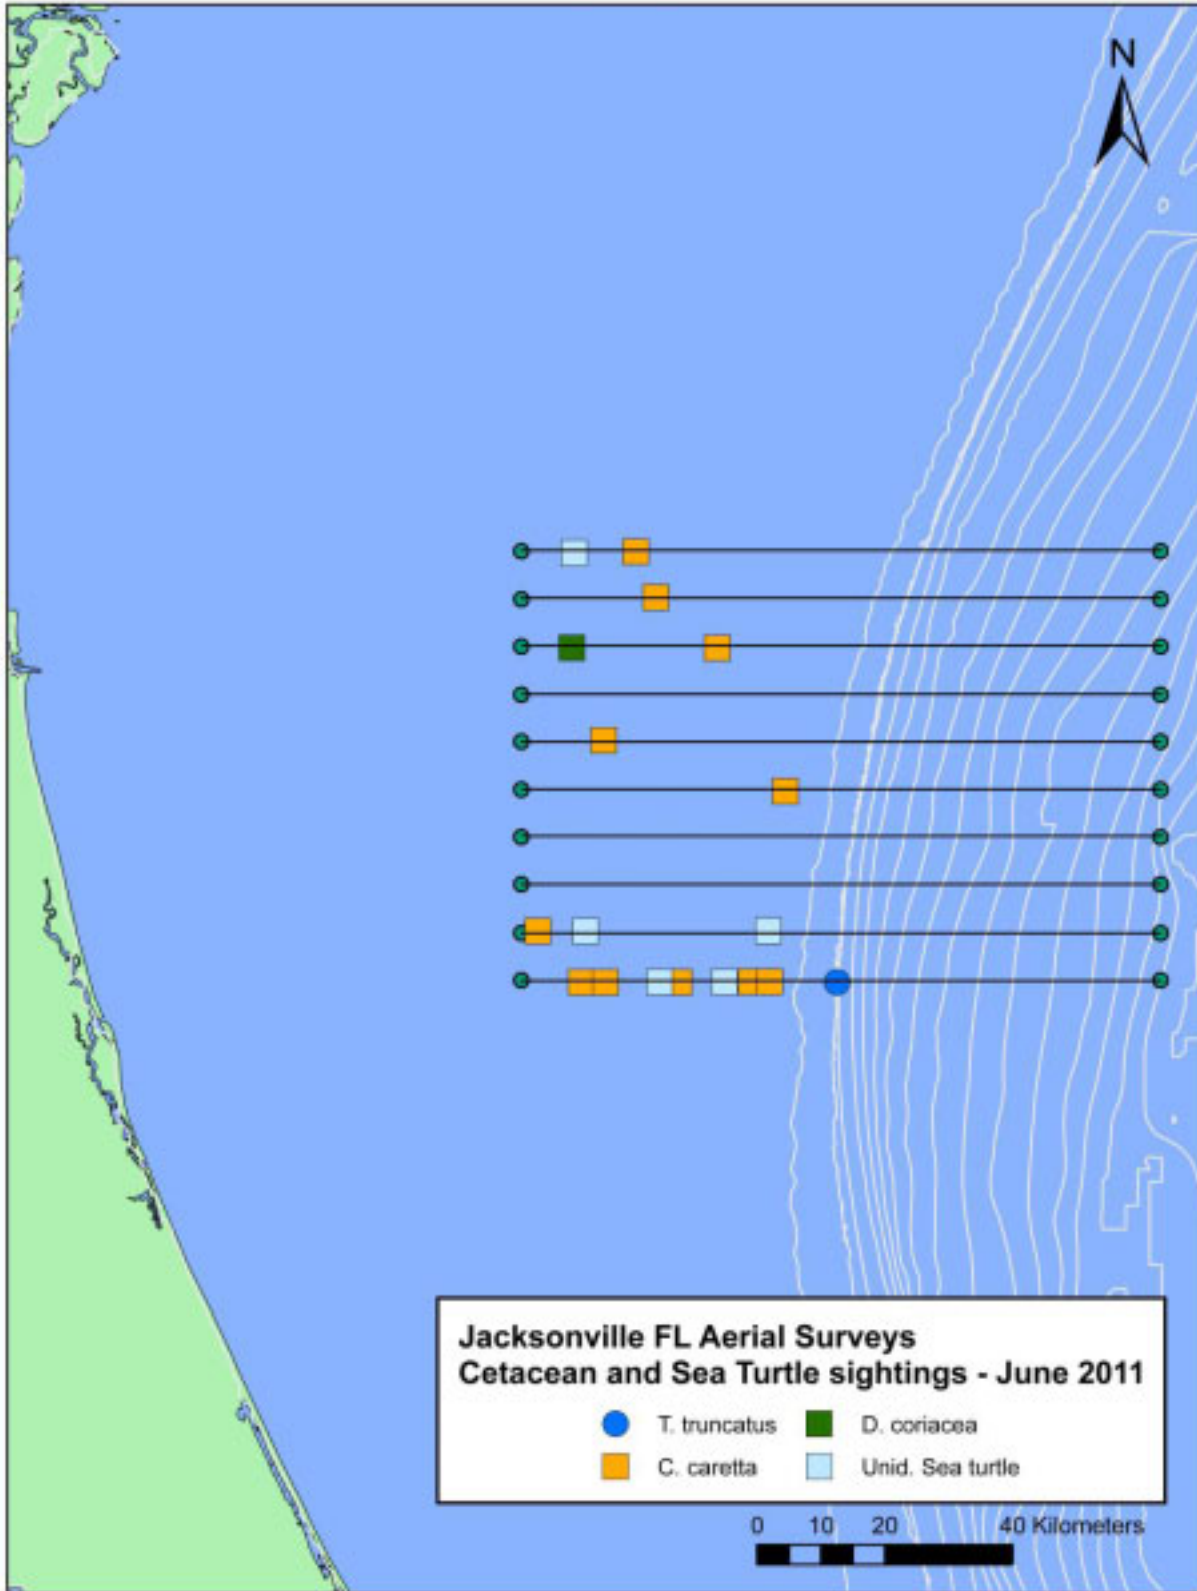 N
Jacksonville FL Aerial Surveys
Cetacean and Sea Turtle sightings - June 2011
T. truncatus
D. coriacea
C. caretta
Unid. Sea turtle
0 10 20 40 Kilometers